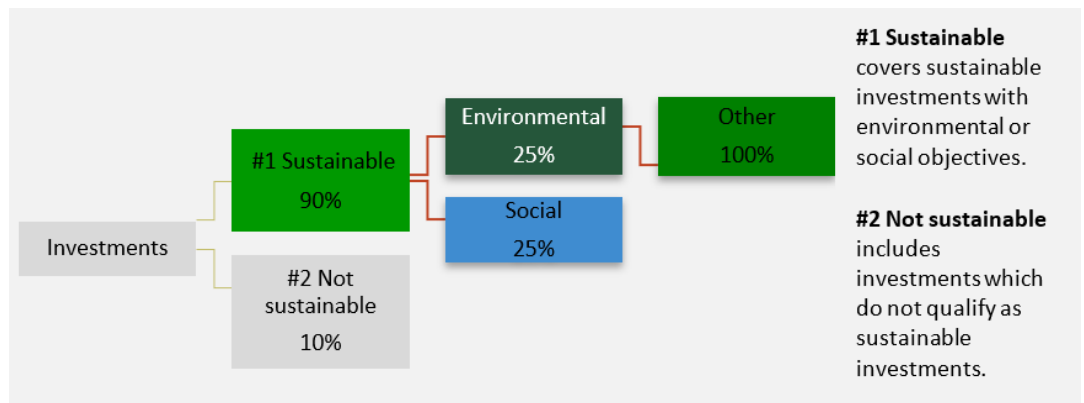 Investments
#1 Sustainable
90%
#2 Not
sustainable
10%
Environmental
25%
Social
25%
Other
100%
#1 Sustainable
covers sustainable
investments with
environmental or
social objectives.
#2 Not sustainable
includes
investments which
do not qualify as
sustainable
investments.